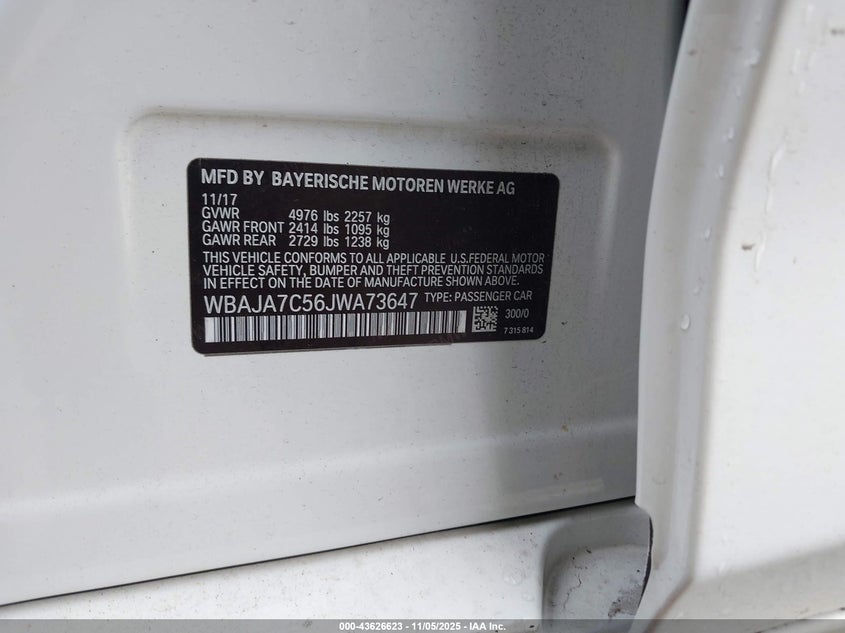 MFD BY BAYERISCHE MOTOREN WERKE AG
11/17
GVWR 4976 lbs 2257 kg
GAWR FRONT 2414 lbs 1095 kg
GAWR REAR 2729 lbs 1238 kg
THIS VEHICLE CONFORMS TO ALL APPLICABLE U.S.FEDERAL MOTOR
VEHICLE SAFETY, BUMPER AND THEFT PREVENTION STANDARDS
IN EFFECT ON THE DATE OF MANUFACTURE SHOWN ABOVE.
WBAJA7C56JWA73647 TYPE: PASSENGER CAR
300/0
7 315 814
000-43626623 | 11/05/2025 - IAA Inc.